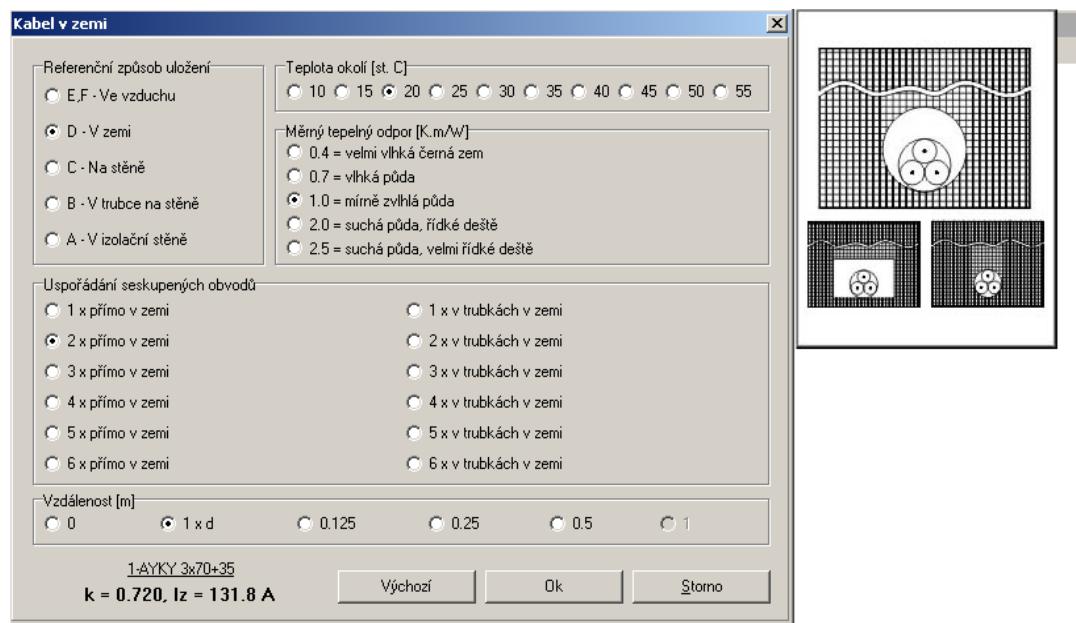 Kabel v zemi
Referenční způsob uložení
E,F - Ve vzduchu
D - V zemi
C - Na stěně
B - V trubce na stěně
A - V izolační stěně
Teplota okolí [st. C]
10 15 20 25 30 35 40 45 50 55
Měrný tepelný odpor [K.m/W]
0.4 = velmi vlhká černá zem
0.7 = vlhká půda
1.0 = mírně zvlhlá půda
2.0 = suchá půda, řídké deště
2.5 = suchá půda, velmi řídké deště
Uspořádání seskupených obvodů
1 x přímo v zemi
2 x přímo v zemi
3 x přímo v zemi
4 x přímo v zemi
5 x přímo v zemi
6 x přímo v zemi
1 x v trubkách v zemi
2 x v trubkách v zemi
3 x v trubkách v zemi
4 x v trubkách v zemi
5 x v trubkách v zemi
6 x v trubkách v zemi
Vzdálenost [m]
0 1 x d 0.125 0.25 0.5 1
1-AYKY 3x70+35
k = 0.720, Iz = 131.8 A
Výchozí Ok Storno